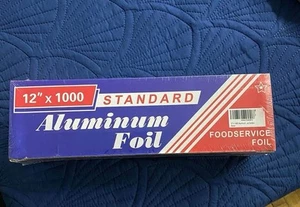 12" x 1000
STANDARD
Aluminum
Foil
FOODSERVICE
FOIL